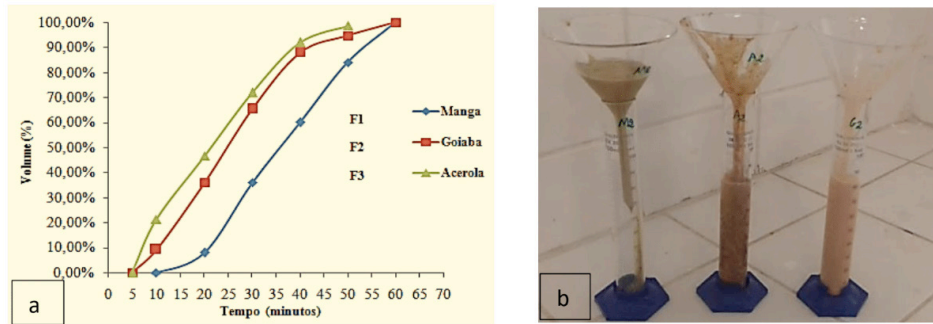 100,00%
90,00%
80,00%
70,00%
60,00%
50,00%
40,00%
30,00%
20,00%
10,00%
0,00%
Volume (%)
0 5 10 15 20 25 30 35 40 45 50 55 60 65 70
Tempo (minutos)
F1 Manga
F2 Goiaba
F3 Acerola
a
A2
A2
G2
b